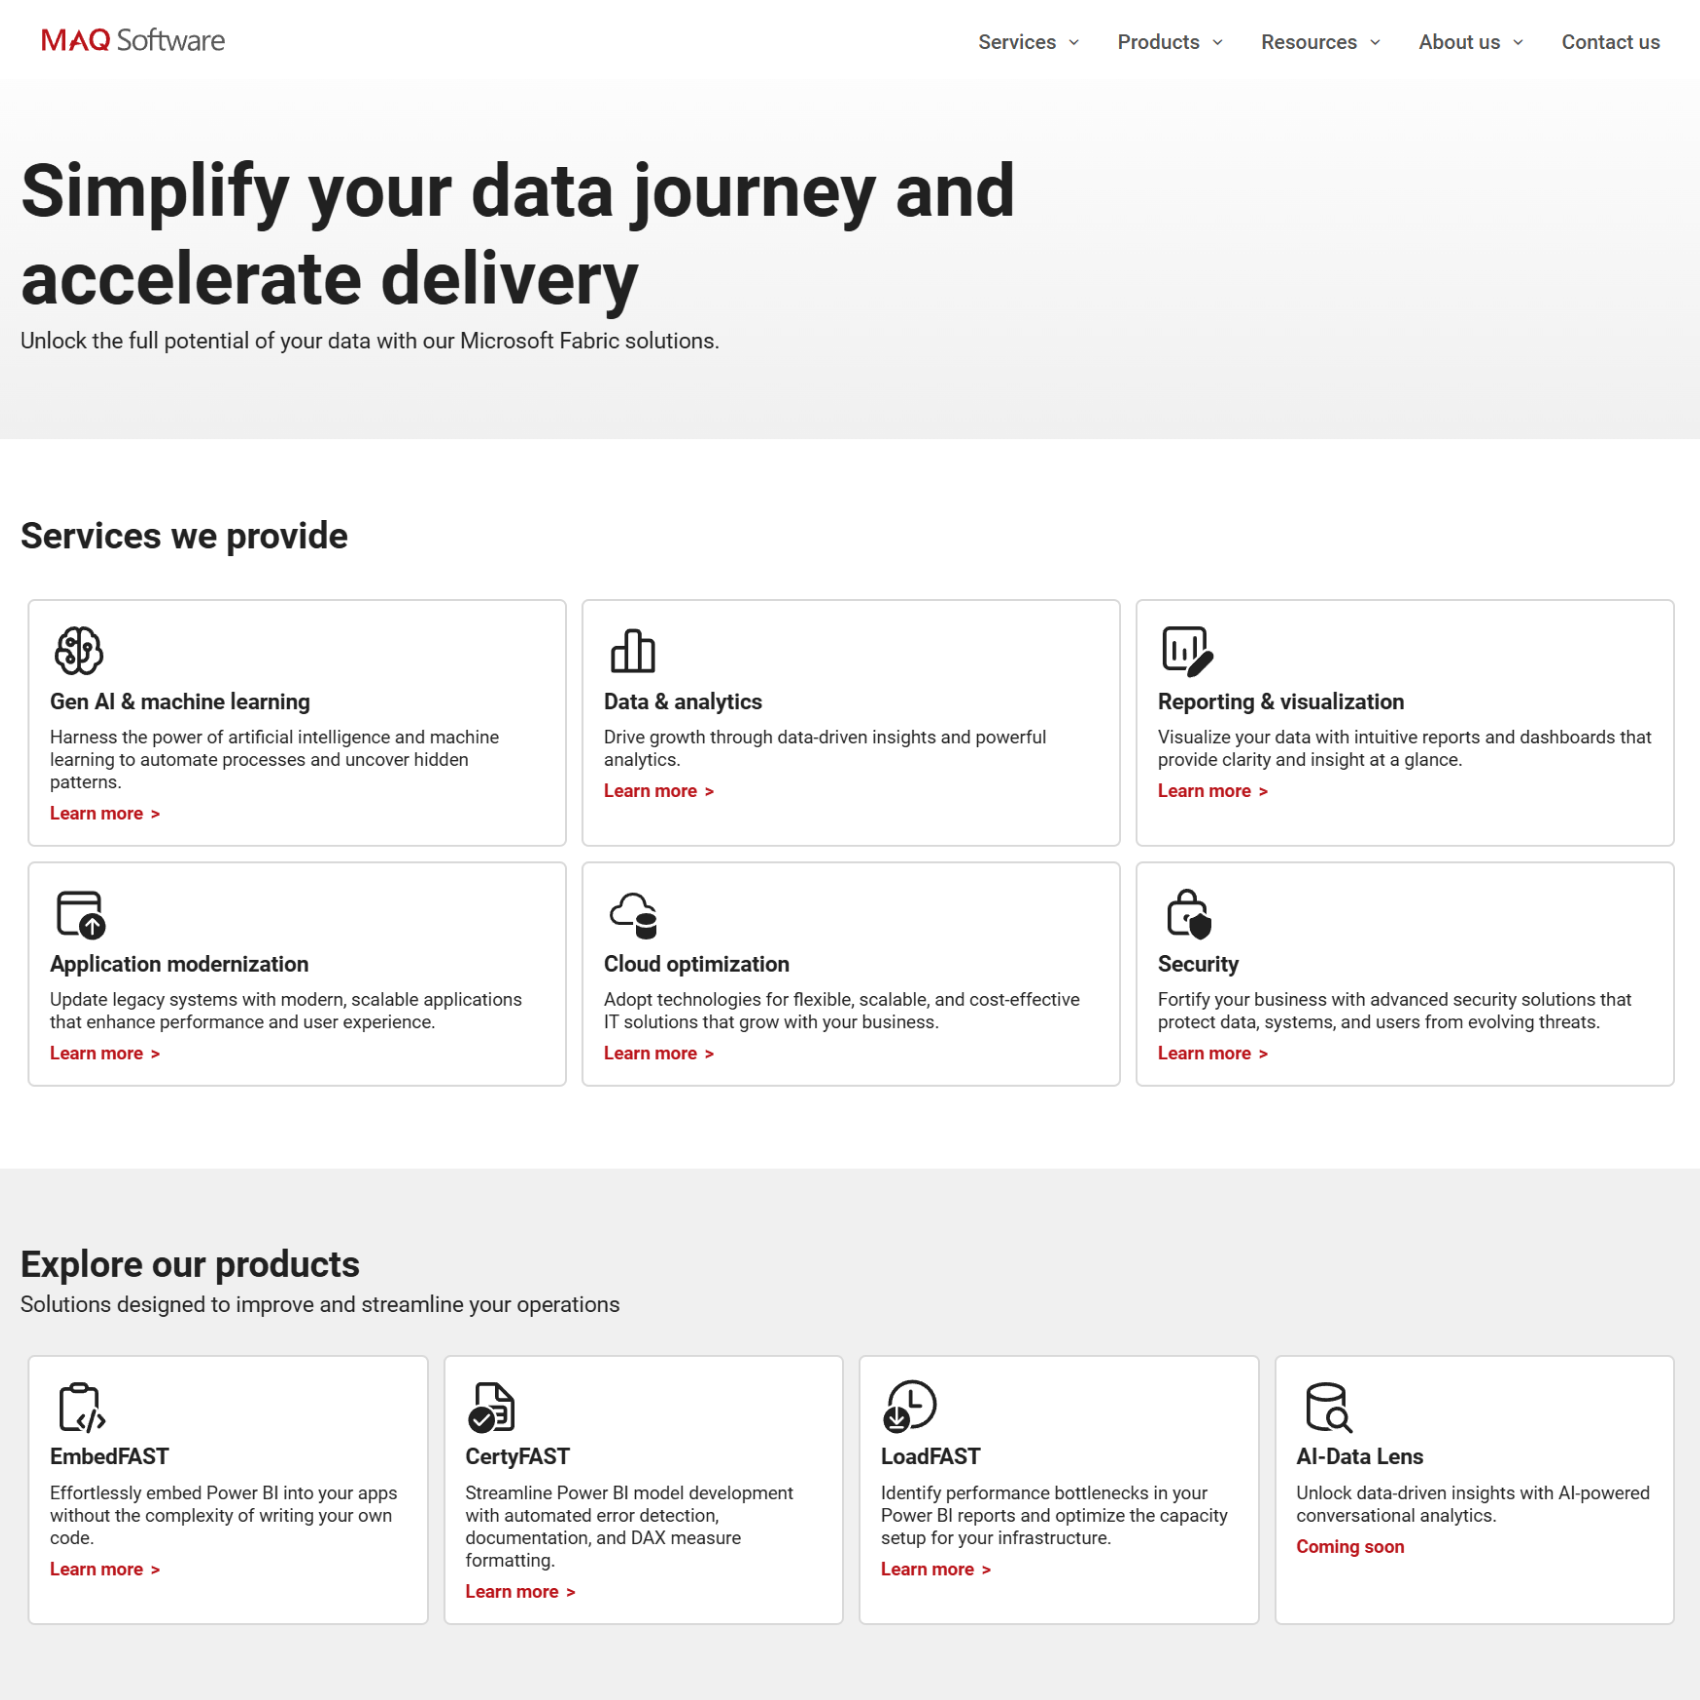 MAQ Software
Services
Products
Resources
About us
Contact us
Simplify your data journey and
accelerate delivery
Unlock the full potential of your data with our Microsoft Fabric solutions.
Services we provide
Gen AI & machine learning
Harness the power of artificial intelligence and machine
learning to automate processes and uncover hidden
patterns.
Learn more >
Data & analytics
Drive growth through data-driven insights and powerful
analytics.
Learn more >
Reporting & visualization
Visualize your data with intuitive reports and dashboards that
provide clarity and insight at a glance.
Learn more >
Application modernization
Update legacy systems with modern, scalable applications
that enhance performance and user experience.
Learn more >
Cloud optimization
Adopt technologies for flexible, scalable, and cost-effective
IT solutions that grow with your business.
Learn more >
Security
Fortify your business with advanced security solutions that
protect data, systems, and users from evolving threats.
Learn more >
Explore our products
Solutions designed to improve and streamline your operations
EmbedFAST
Effortlessly embed Power BI into your apps
without the complexity of writing your own
code.
Learn more >
CertyFAST
Streamline Power BI model development
with automated error detection,
documentation, and DAX measure
formatting.
Learn more >
LoadFAST
Identify performance bottlenecks in your
Power BI reports and optimize the capacity
setup for your infrastructure.
Learn more >
AI-Data Lens
Unlock data-driven insights with AI-powered
conversational analytics.
Coming soon